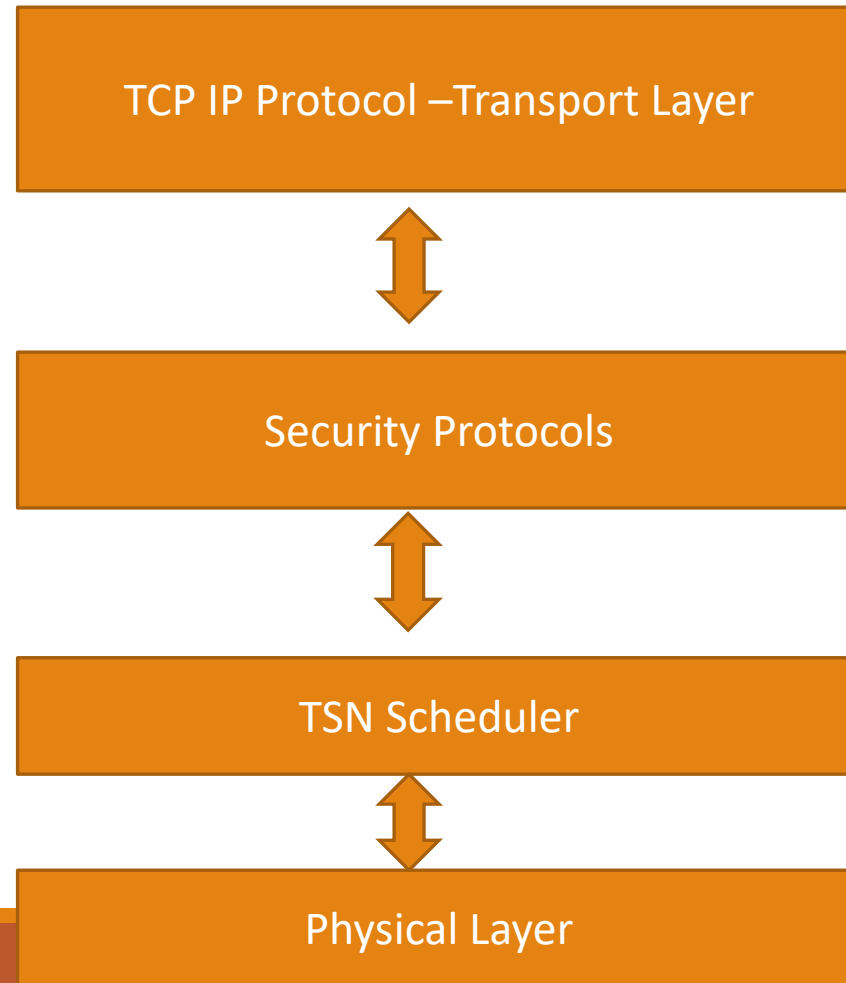 TCP IP Protocol –Transport Layer
Security Protocols
TSN Scheduler
Physical Layer